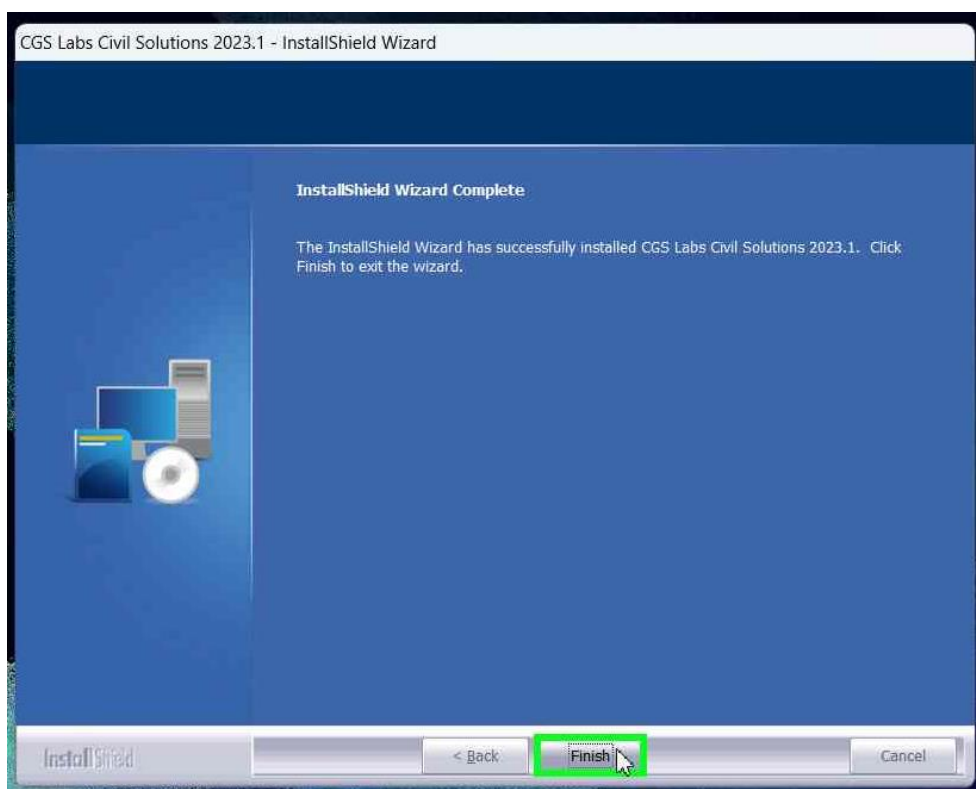 CGS Labs Civil Solutions 2023.1 - InstallShield Wizard
InstallShield Wizard Complete
The InstallShield Wizard has successfully installed CGS Labs Civil Solutions 2023.1. Click
Finish to exit the wizard.
InstallShield
< Back
Finish
Cancel